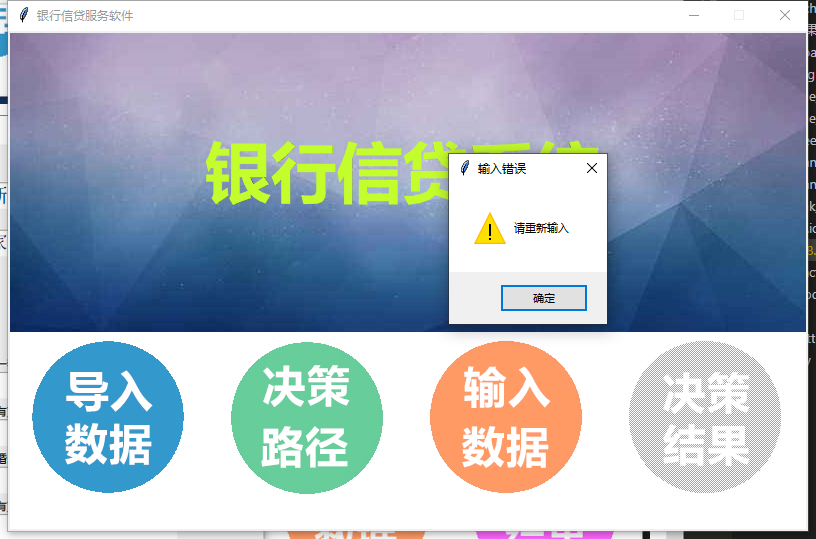 银行信贷服务软件
银行信贷系统
输入错误
请重新输入
确定
导入
数据
决策
路径
输入
数据
决策
结果